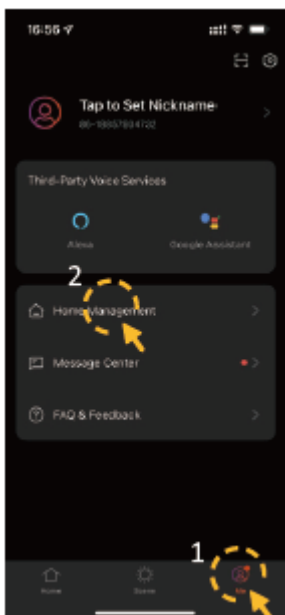 16:56
Tap to Set Nickname
Third-Party Voice Services
Alexa
Google Assistant
2
Home Management
Message Center
FAQ & Feedback
1
Home
Scene
Me